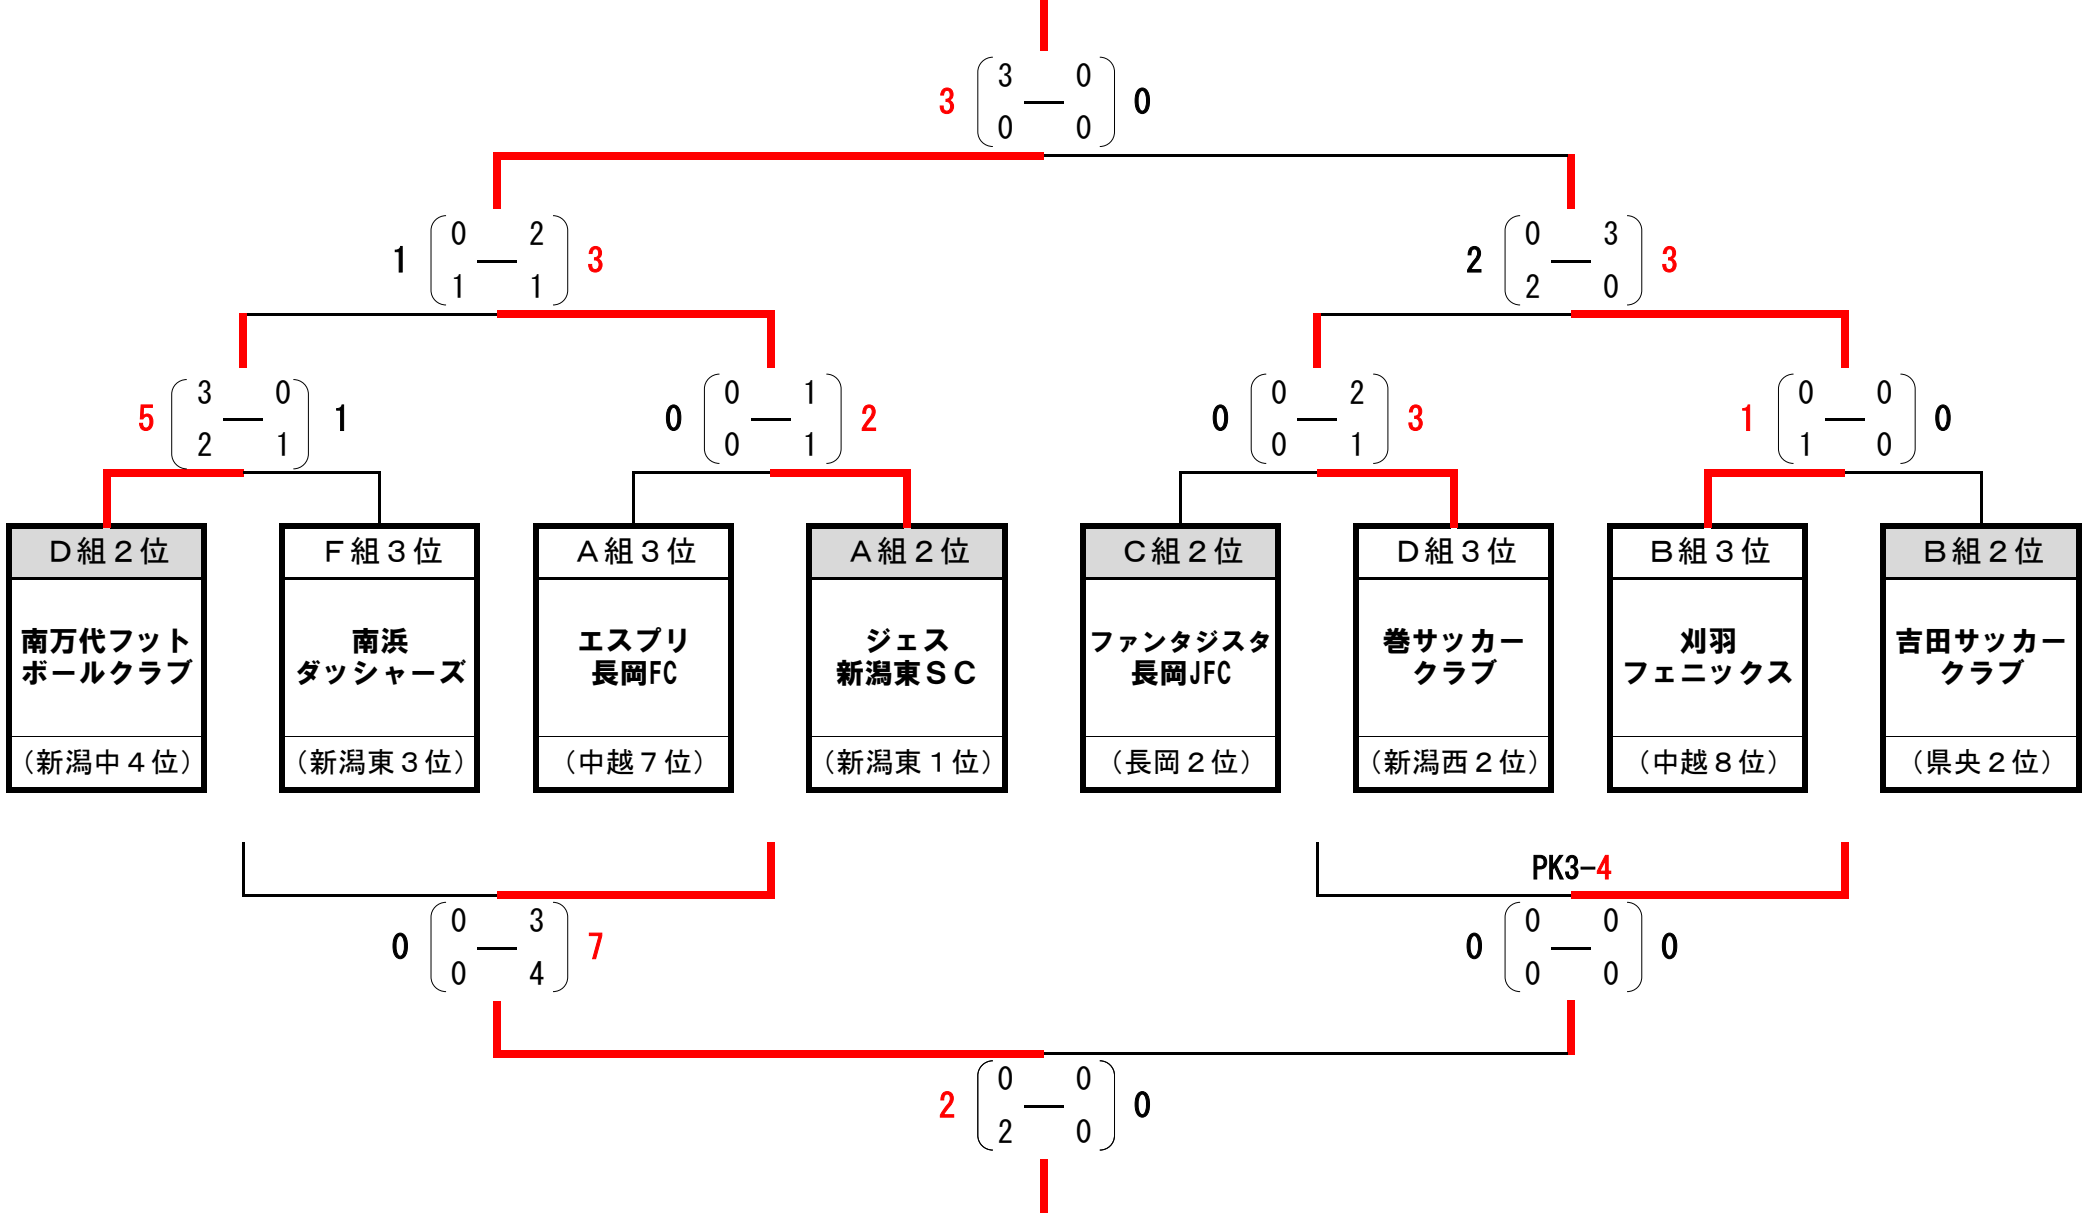 3 0
3 0
0 0
0 2
1 3
1 1
0 3
2 3
2 0
3 0
5 1
2 1
0 1
0 2
0 1
0 2
0 3
0 1
0 0
1 0
1 0
D組2位
F組3位
A組3位
A組2位
C組2位
D組3位
B組3位
B組2位
南万代フット
ボールクラブ
南浜
ダッシャーズ
エスプリ
長岡FC
ジェス
新潟東SC
ファンタジスタ
長岡JFC
巻サッカー
クラブ
刈羽
フェニックス
吉田サッカー
クラブ
(新潟中4位)
(新潟東3位)
(中越7位)
(新潟東1位)
(長岡2位)
(新潟西2位)
(中越8位)
(県央2位)
PK3-4
0 3
0 7
0 4
0 0
0 0
0 0
0 0
2 0
2 0